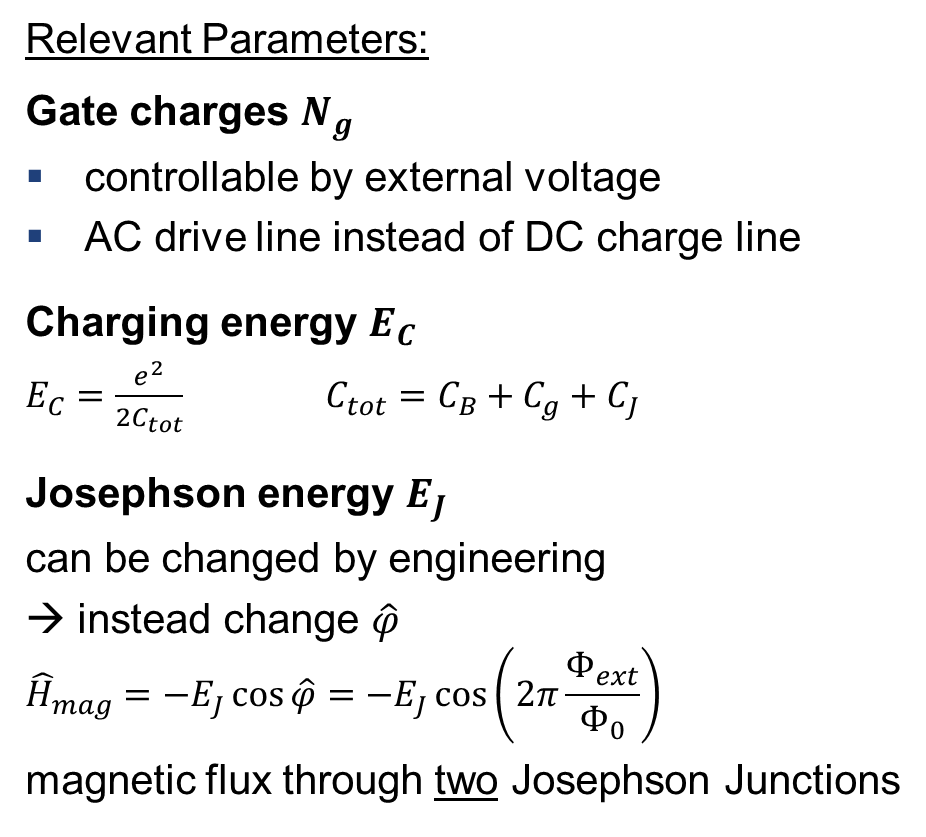 Relevant Parameters:
Gate charges N_g
▪ controllable by external voltage
▪ AC drive line instead of DC charge line
Charging energy E_C
E_C = e^2 / 2C_tot   C_tot = C_B + C_g + C_J
Josephson energy E_J
can be changed by engineering
→ instead change φ̂
Ĥ_mag = −E_J cos φ̂ = −E_J cos(2π Φ_ext / Φ_0)
magnetic flux through two Josephson Junctions